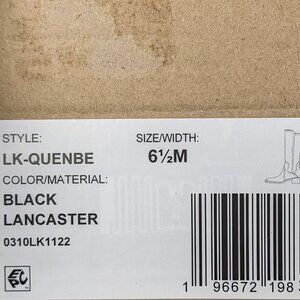 STYLE: SIZE/WIDTH:
LK-QUENBE 6½M
COLOR/MATERIAL:
BLACK
LANCASTER
0310LK1122
1 96672 198